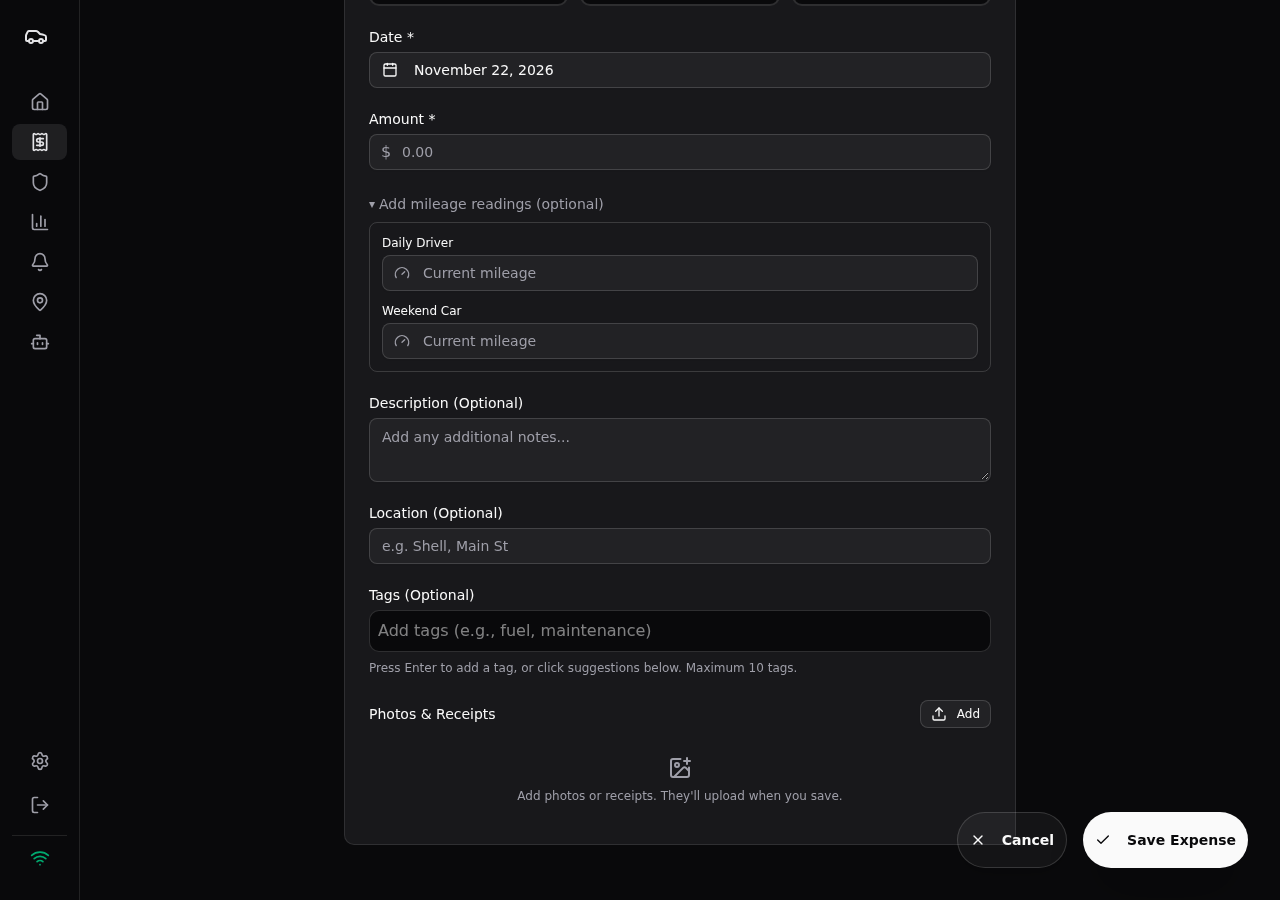 Date *
November 22, 2026
Amount *
$ 0.00
▾ Add mileage readings (optional)
Daily Driver
Current mileage
Weekend Car
Current mileage
Description (Optional)
Add any additional notes...
Location (Optional)
e.g. Shell, Main St
Tags (Optional)
Add tags (e.g., fuel, maintenance)
Press Enter to add a tag, or click suggestions below. Maximum 10 tags.
Photos & Receipts
Add
Add photos or receipts. They'll upload when you save.
Cancel
Save Expense